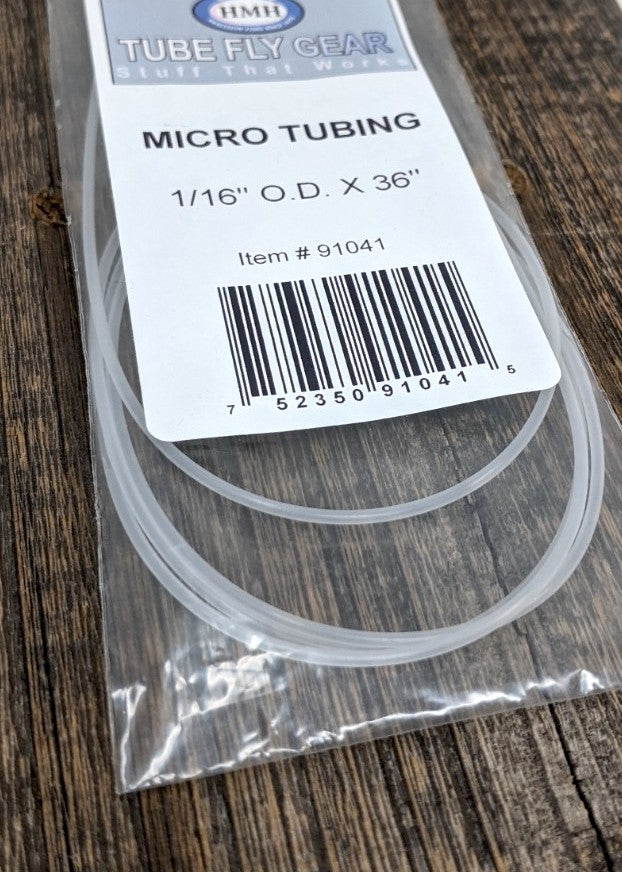 HMH
TUBE FLY GEAR
Stuff That Works
MICRO TUBING
1/16" O.D. X 36"
Item # 91041
7 52350 91041 5